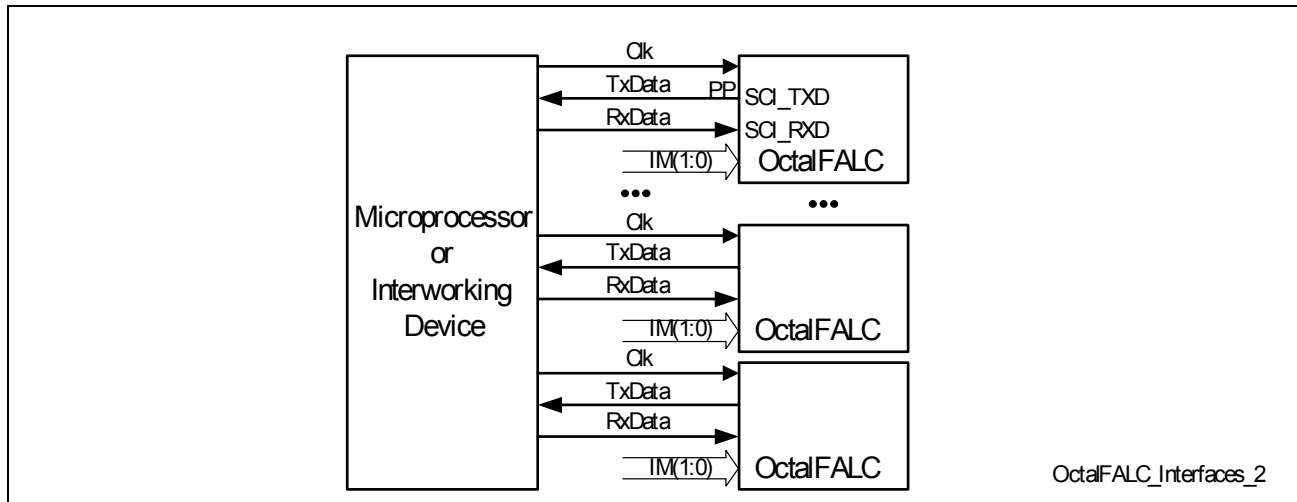 Clk
TxData PP SCI_TXD
RxData SCI_RXD
IM(1:0) OctalFALC
••• •••
Microprocessor
or
Interworking
Device
Clk
TxData
RxData
IM(1:0) OctalFALC
Clk
TxData
RxData
IM(1:0) OctalFALC
OctalFALC_Interfaces_2